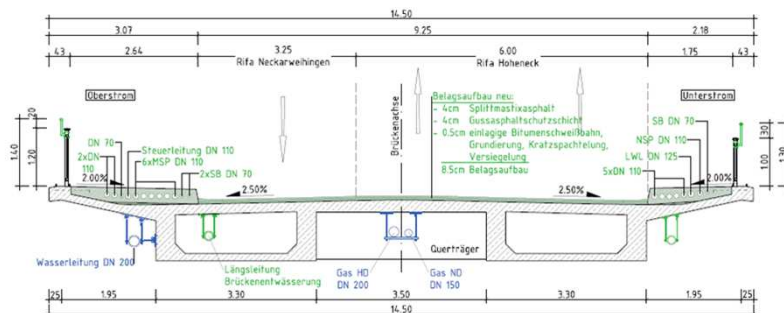 14.50
3.07
9.25
2.18
43
2.64
3.25
6.00
1.75
43
Rifa Neckarweihingen
Rifa Hoheneck
Oberstrom
Unterstrom
Brückenachse
Belagsaufbau neu:
- 4cm Splittmastixasphalt
- 4cm Gussasphaltschutzschicht
- 0.5cm einlagige Bitumenschweißbahn,
Grundierung, Kratzspachtelung,
Versiegelung
8.5cm Belagsaufbau
20
1.40
1.20
DN 70
2xDN
110
Steuerleitung DN 110
6xMSP DN 110
2xSB DN 70
2.00%
2.50%
2.50%
2.00%
SB DN 70
NSP DN 110
LWL DN 125
5xDN 110
30
1.00
1.30
Wasserleitung DN 200
Längsleitung
Brückenentwässerung
Gas HD
DN 200
Gas ND
DN 150
Querträger
25
1.95
3.30
3.50
3.30
1.95
25
14.50